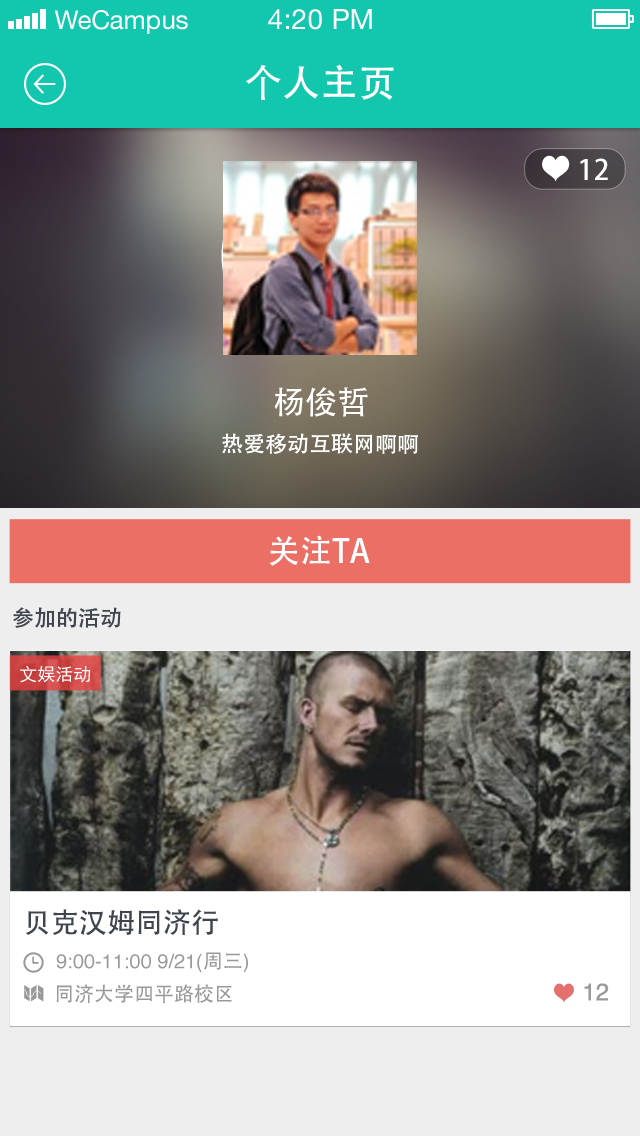 WeCampus 4:20 PM
个人主页
12
杨俊哲
热爱移动互联网啊啊
关注TA
参加的活动
文娱活动
贝克汉姆同济行
9:00-11:00 9/21(周三)
同济大学四平路校区
12